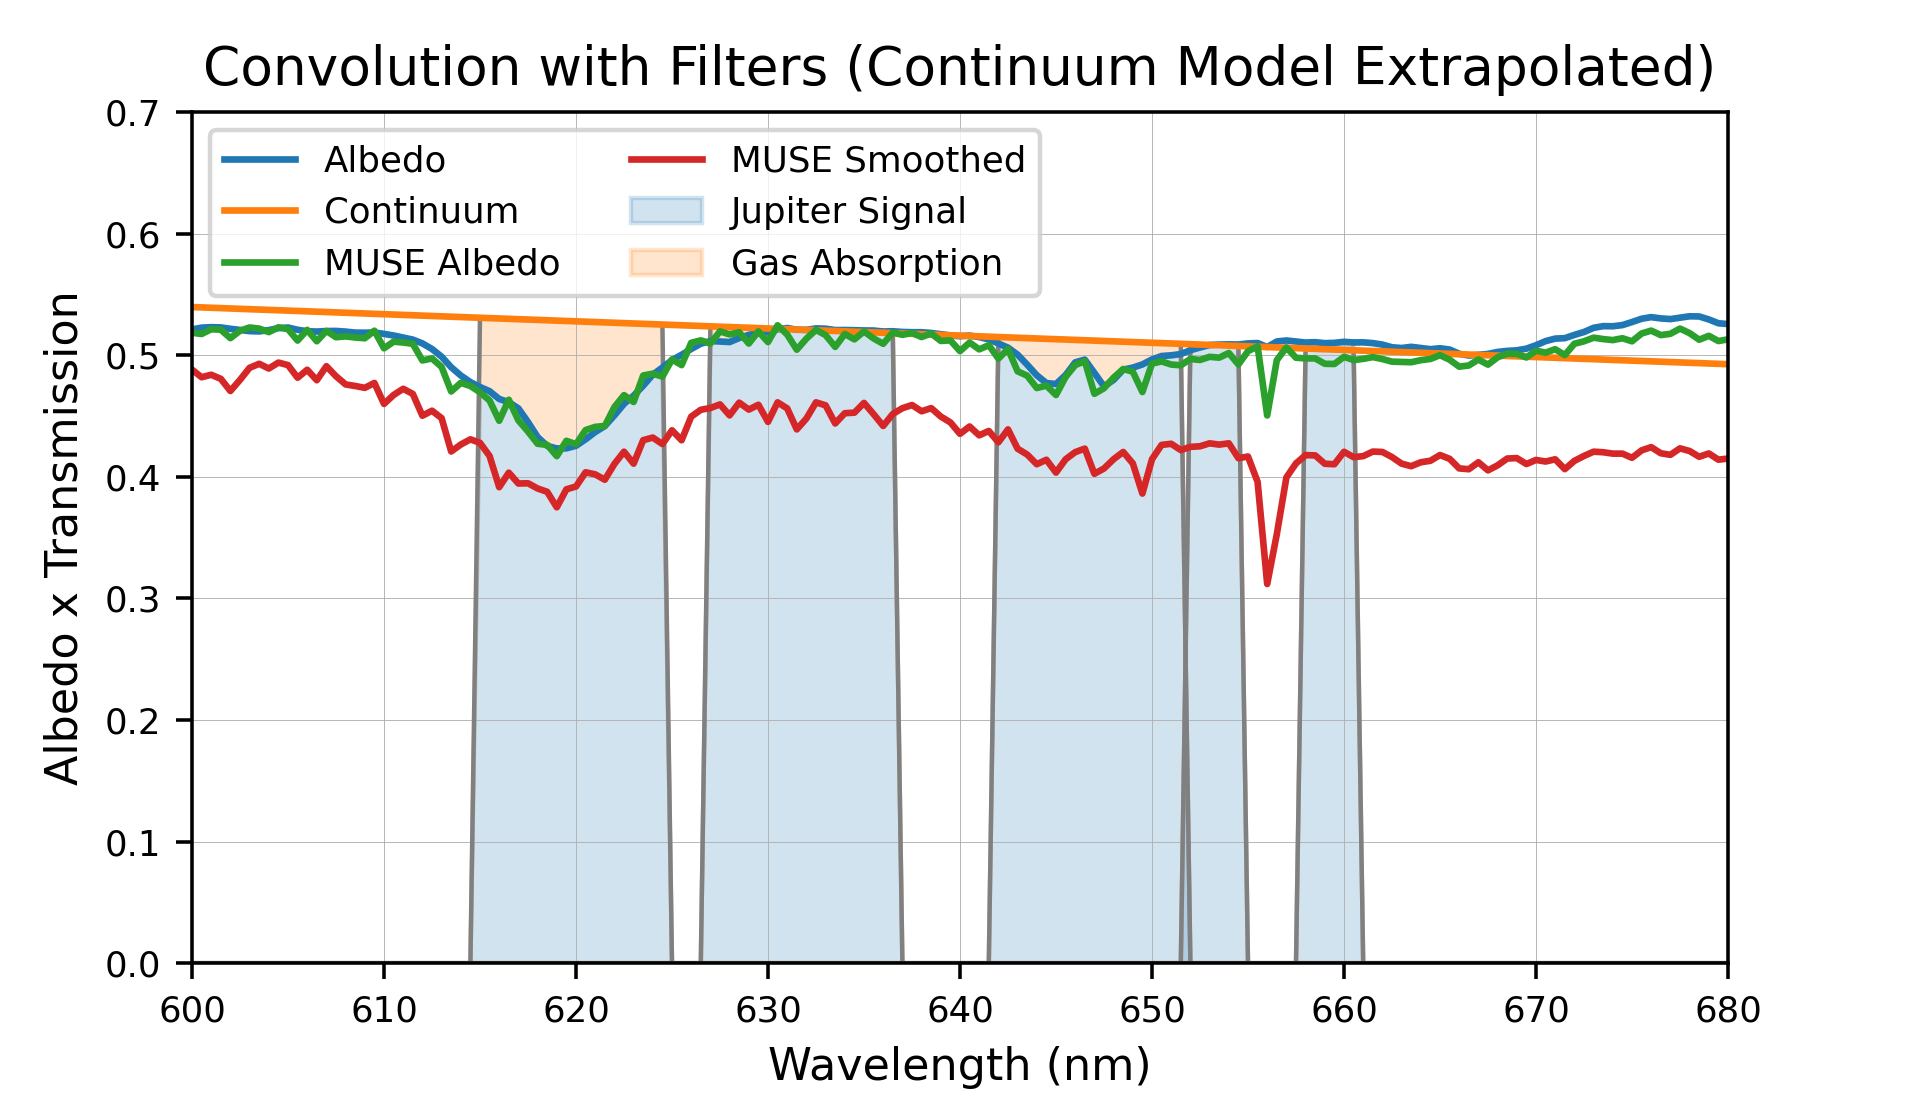 Convolution with Filters (Continuum Model Extrapolated)
Albedo
Continuum
MUSE Albedo
MUSE Smoothed
Jupiter Signal
Gas Absorption
Albedo x Transmission
0.7
0.6
0.5
0.4
0.3
0.2
0.1
0.0
600 610 620 630 640 650 660 670 680
Wavelength (nm)